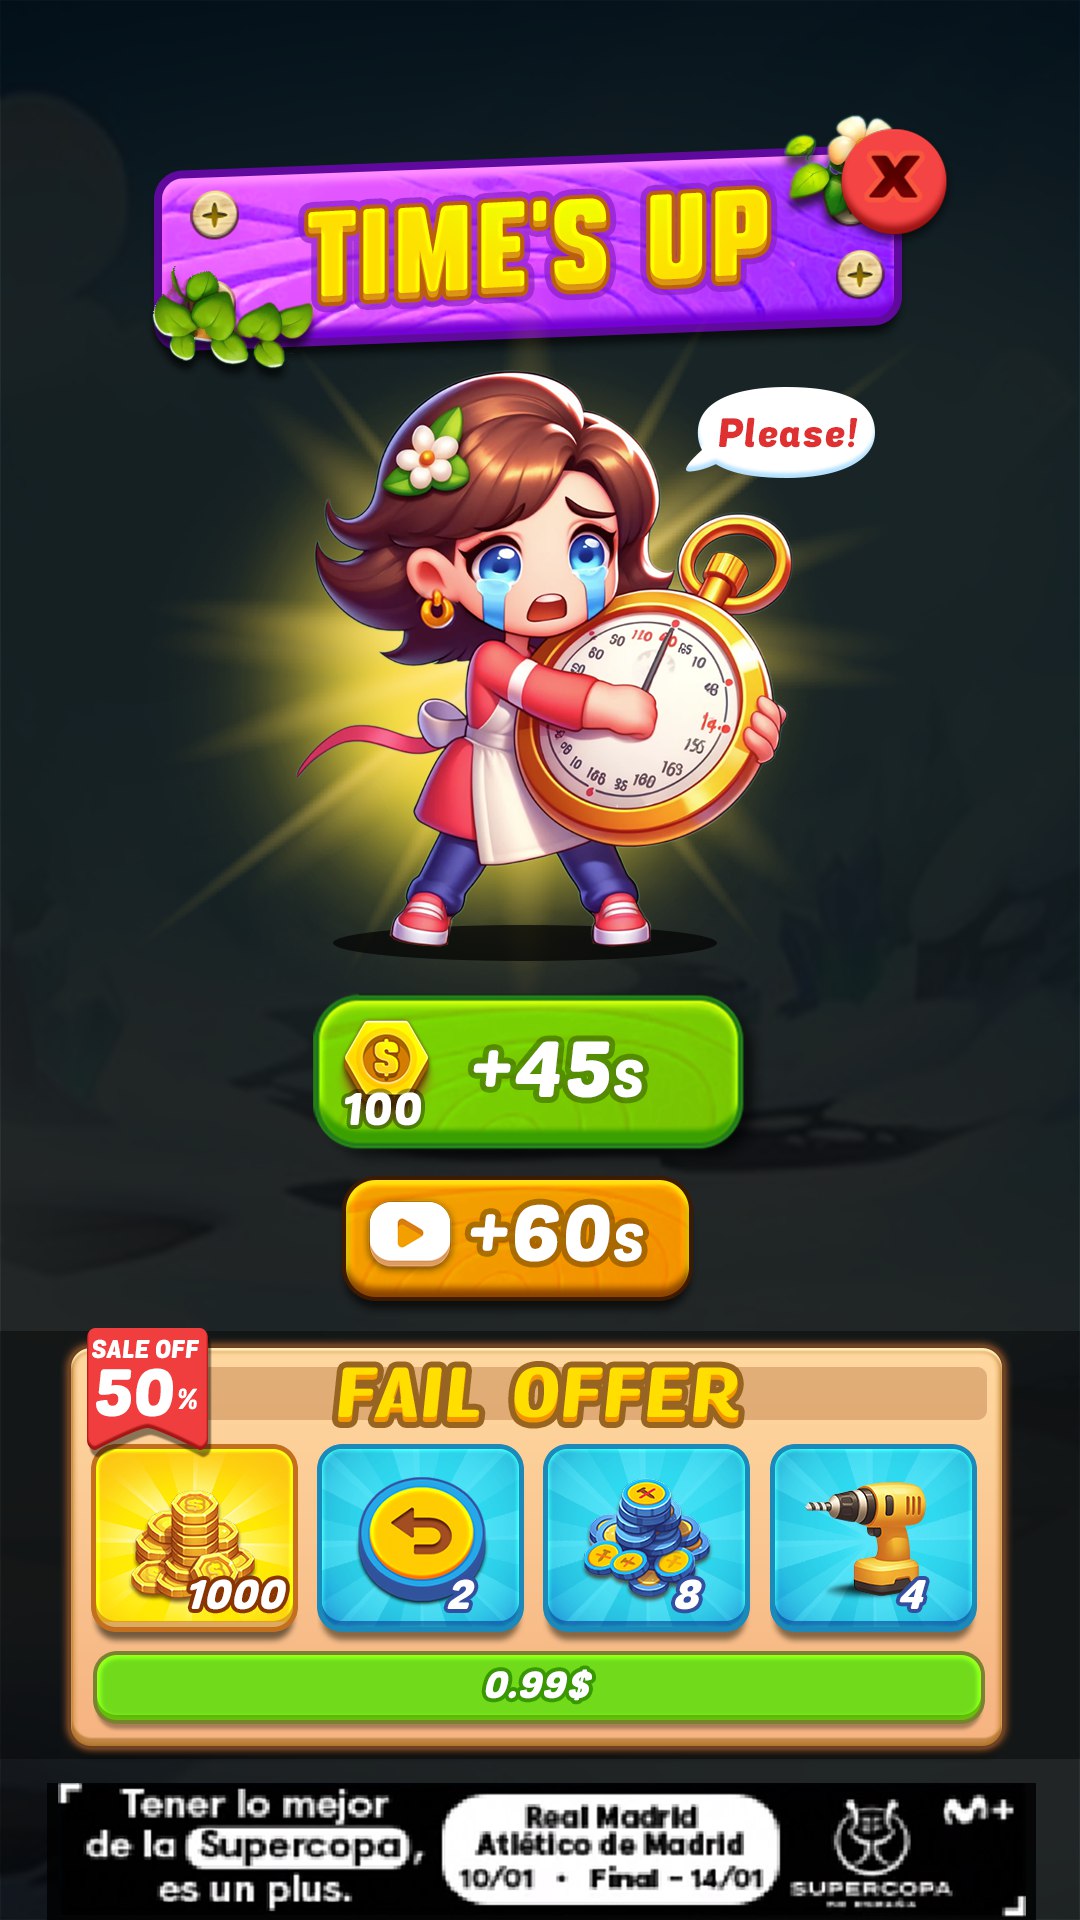 TIME'S UP
X
Please!
$
100
+45s
+60s
SALE OFF
50%
FAIL OFFER
1000
2
8
4
0.99$
Tener lo mejor
de la Supercopa,
es un plus.
Real Madrid
Atlético de Madrid
10/01 · Final - 14/01
SUPERCOPA
M+